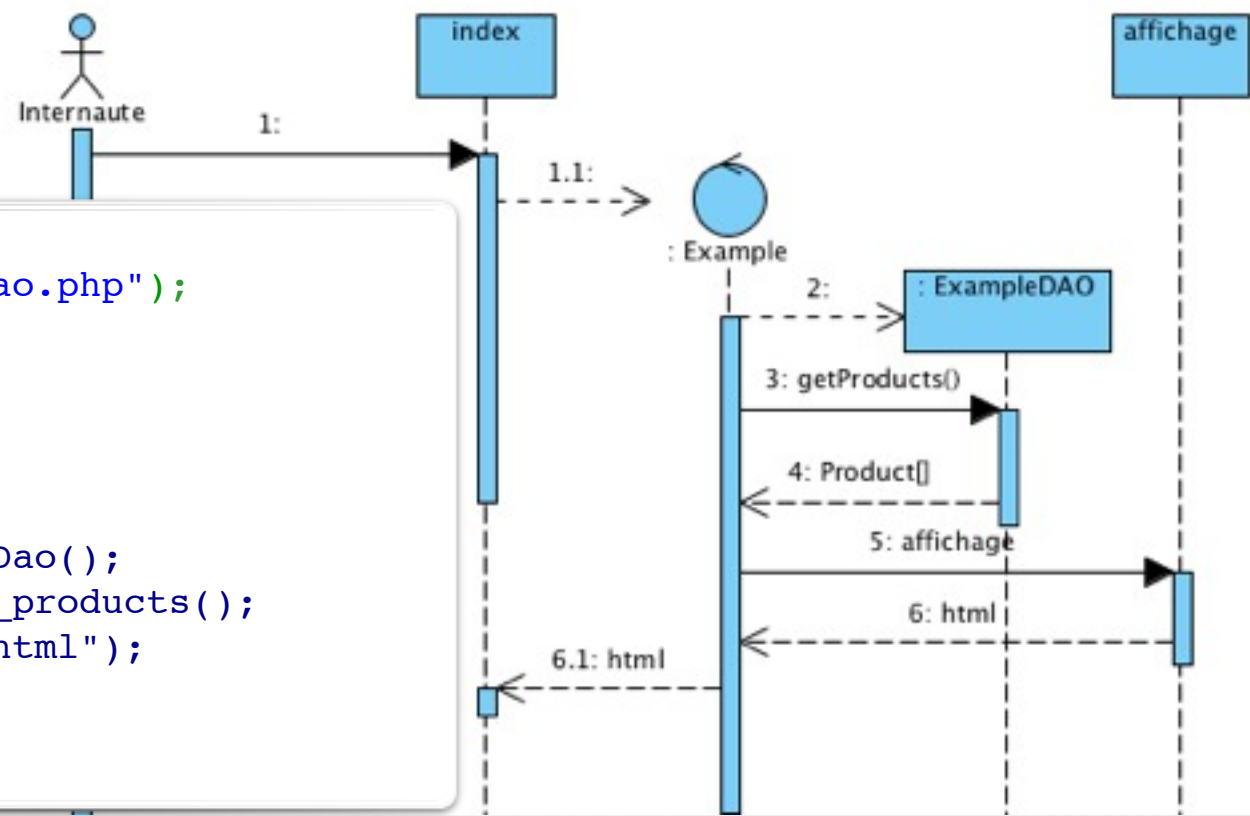 index
affichage
Internaute
1:
1.1:
: Example
2:
: ExampleDAO
3: getProducts()
4: Product[]
5: affichage
6: html
6.1: html
ao.php");
Dao();
_products();
html");